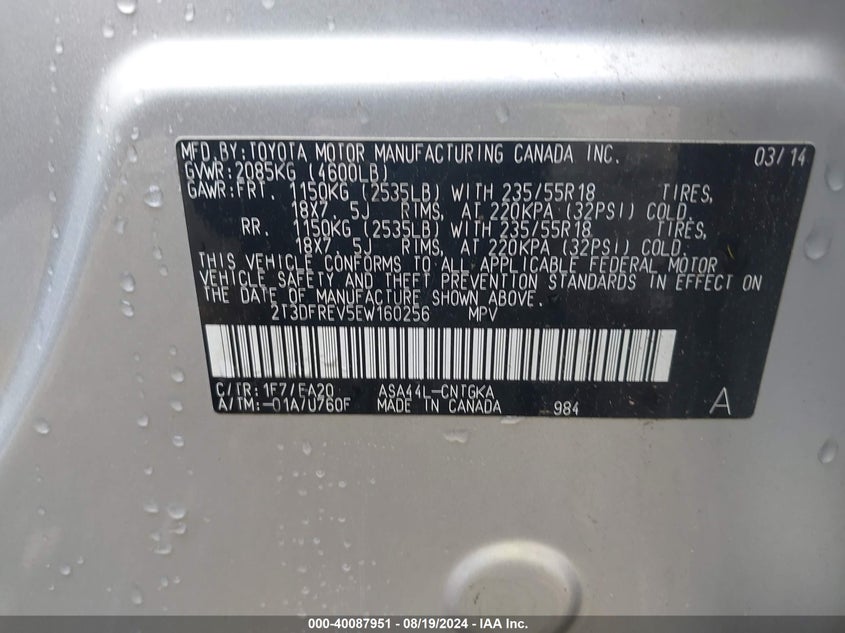 MFD. BY: TOYOTA MOTOR MANUFACTURING CANADA INC. 03/14
GVWR: 2085KG (4600LB)
GAWR: FRT. 1150KG (2535LB) WITH 235/55R18 TIRES,
18X7. 5J RIMS, AT 220KPA (32PSI) COLD.
RR. 1150KG (2535LB) WITH 235/55R18 TIRES,
18X7. 5J RIMS, AT 220KPA (32PSI) COLD.
THIS VEHICLE CONFORMS TO ALL APPLICABLE FEDERAL MOTOR
VEHICLE SAFETY AND THEFT PREVENTION STANDARDS IN EFFECT ON
THE DATE OF MANUFACTURE SHOWN ABOVE.
2T3DFREV5EW160256 MPV
C/TR: 1F7/EA20 ASA44L-CNTGKA
A/TM: -01A/U760F MADE IN CANADA 984 A
000-40087951 - 08/19/2024 - IAA Inc.